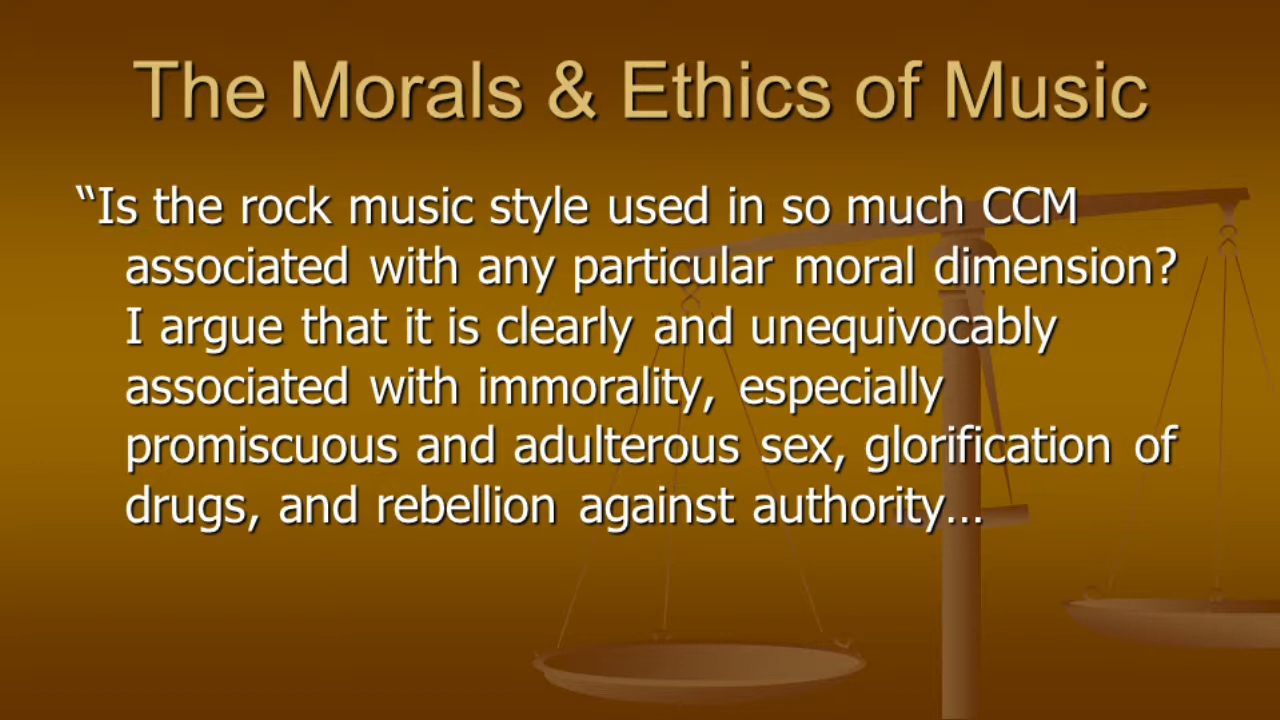 The Morals & Ethics of Music
“Is the rock music style used in so much CCM
associated with any particular moral dimension?
I argue that it is clearly and unequivocably
associated with immorality, especially
promiscuous and adulterous sex, glorification of
drugs, and rebellion against authority…